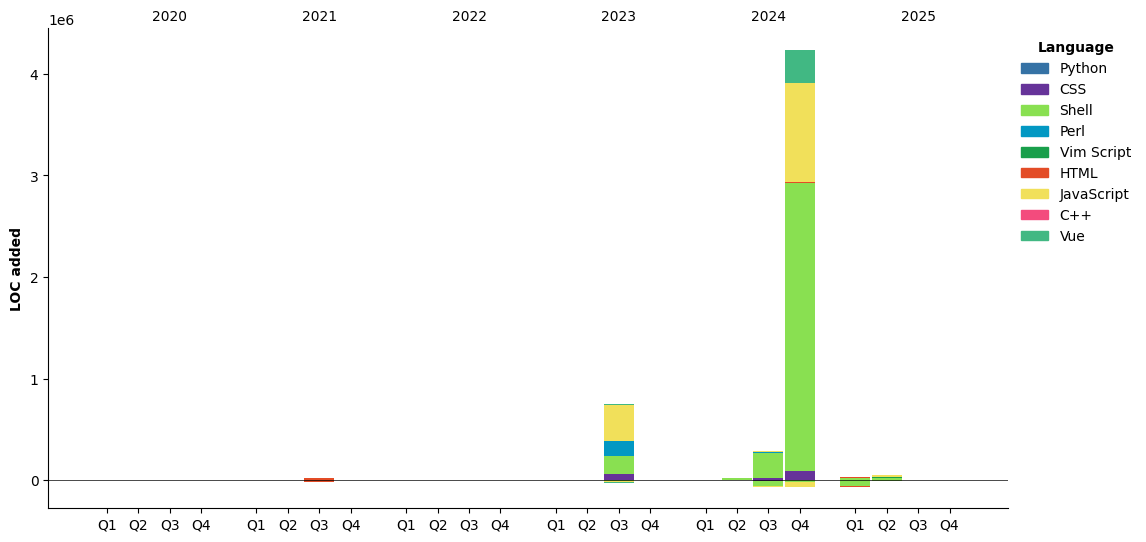 1e6
2020 2021 2022 2023 2024 2025
4
3
2
1
0
LOC added
Q1 Q2 Q3 Q4 Q1 Q2 Q3 Q4 Q1 Q2 Q3 Q4 Q1 Q2 Q3 Q4 Q1 Q2 Q3 Q4 Q1 Q2 Q3 Q4
Language
Python
CSS
Shell
Perl
Vim Script
HTML
JavaScript
C++
Vue